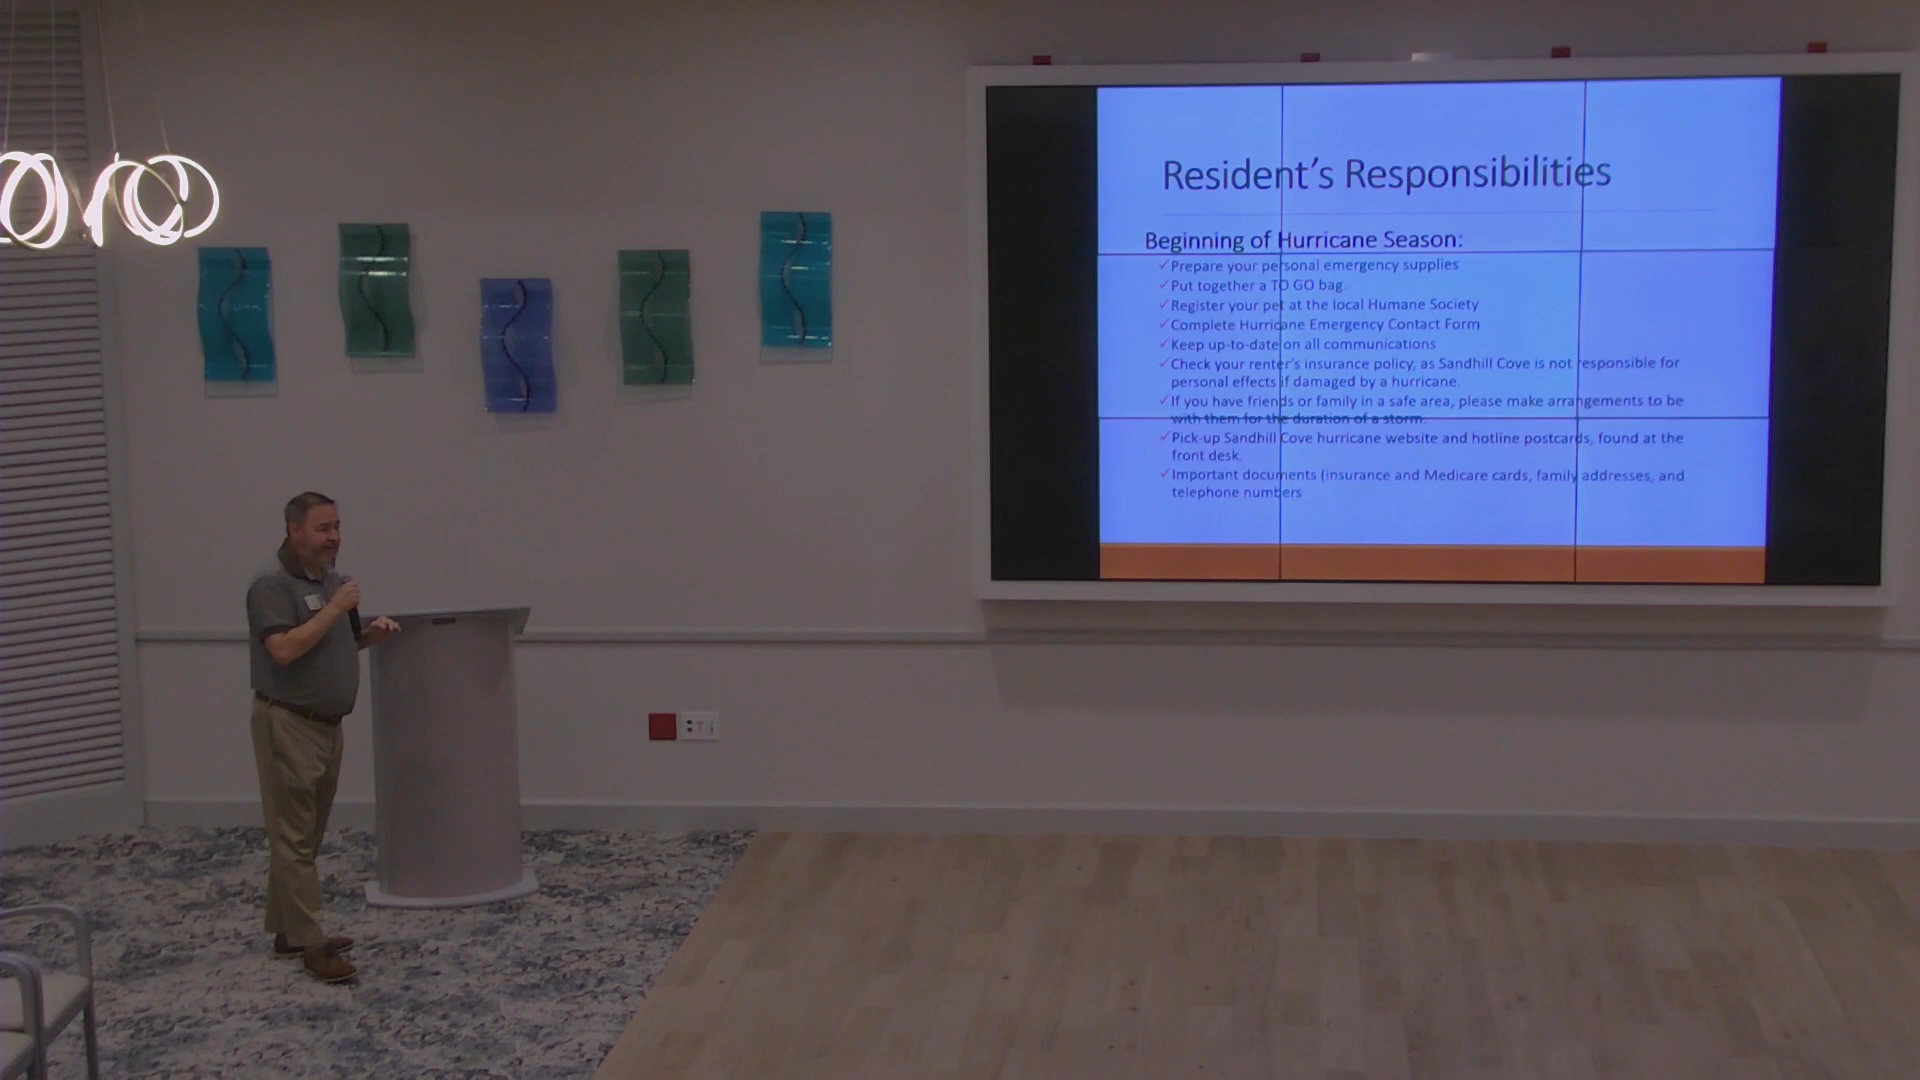 Resident's Responsibilities
Beginning of Hurricane Season:
✓Prepare your personal emergency supplies
✓Put together a TO GO bag.
✓Register your pet at the local Humane Society
✓Complete Hurricane Emergency Contact Form
✓Keep up-to-date on all communications
✓Check your renter's insurance policy, as Sandhill Cove is not responsible for
personal effects if damaged by a hurricane.
✓If you have friends or family in a safe area, please make arrangements to be
with them for the duration of a storm.
✓Pick-up Sandhill Cove hurricane website and hotline postcards, found at the
front desk.
✓Important documents (insurance and Medicare cards, family addresses, and
telephone numbers